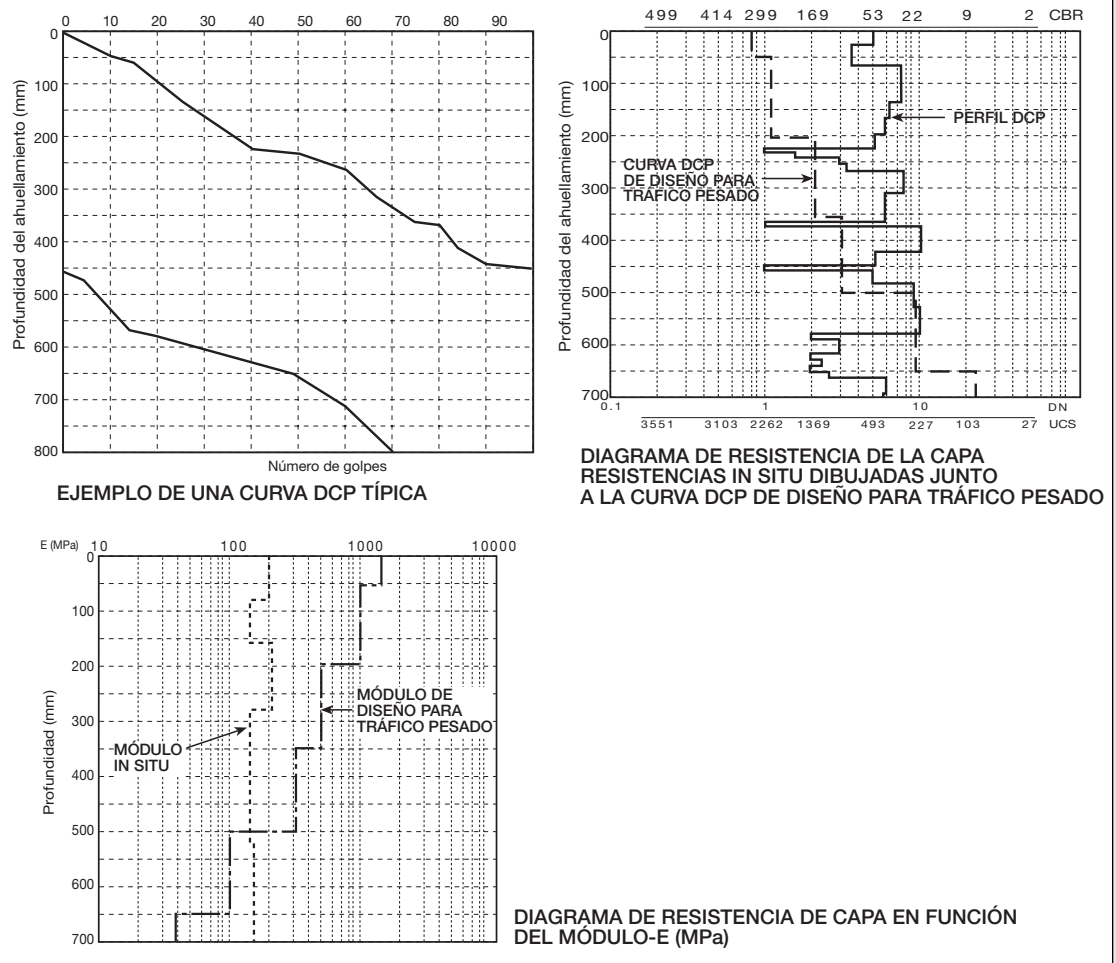 0 10 20 30 40 50 60 70 80 90
0
100
200
300
400
500
600
700
800
Profundidad del ahuellamiento (mm)
Número de golpes
EJEMPLO DE UNA CURVA DCP TÍPICA
499 414 299 169 53 22 9 2 CBR
0
100
200
300
400
500
600
700
Profundidad del ahuellamiento (mm)
PERFIL DCP
CURVA DCP
DE DISEÑO PARA
TRÁFICO PESADO
0.1 1 10 DN
3551 3103 2262 1369 493 227 103 27 UCS
DIAGRAMA DE RESISTENCIA DE LA CAPA
RESISTENCIAS IN SITU DIBUJADAS JUNTO
A LA CURVA DCP DE DISEÑO PARA TRÁFICO PESADO
E (MPa) 10 100 1000 10000
0
100
200
300
400
500
600
700
Profundidad (mm)
MÓDULO DE
DISEÑO PARA
TRÁFICO PESADO
MÓDULO
IN SITU
DIAGRAMA DE RESISTENCIA DE CAPA EN FUNCIÓN
DEL MÓDULO-E (MPa)